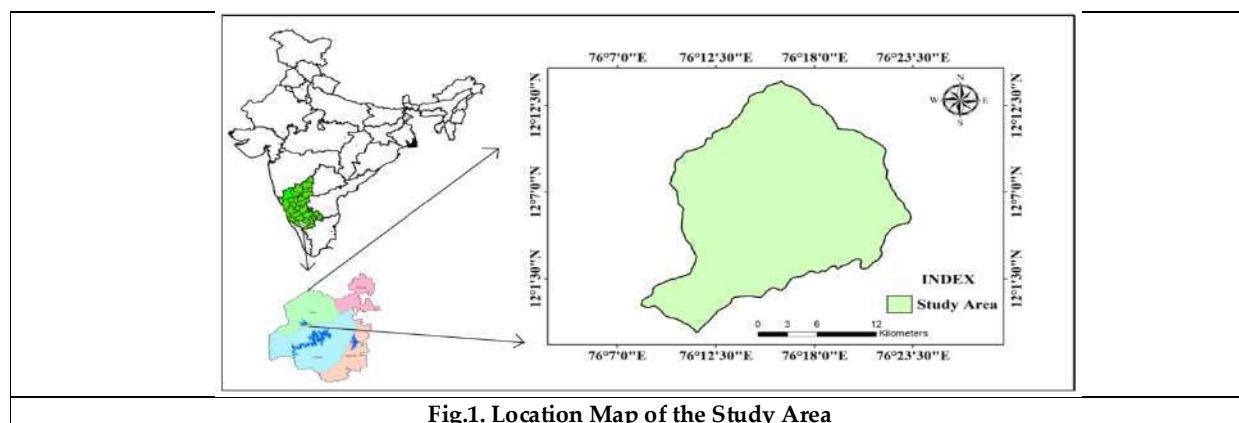 76°7'0"E 76°12'30"E 76°18'0"E 76°23'30"E
12°12'30"N 12°12'30"N
12°7'0"N 12°7'0"N
12°1'30"N 12°1'30"N
N
W E
S
INDEX
Study Area
0 3 6 12
Kilometers
76°7'0"E 76°12'30"E 76°18'0"E 76°23'30"E
Fig.1. Location Map of the Study Area